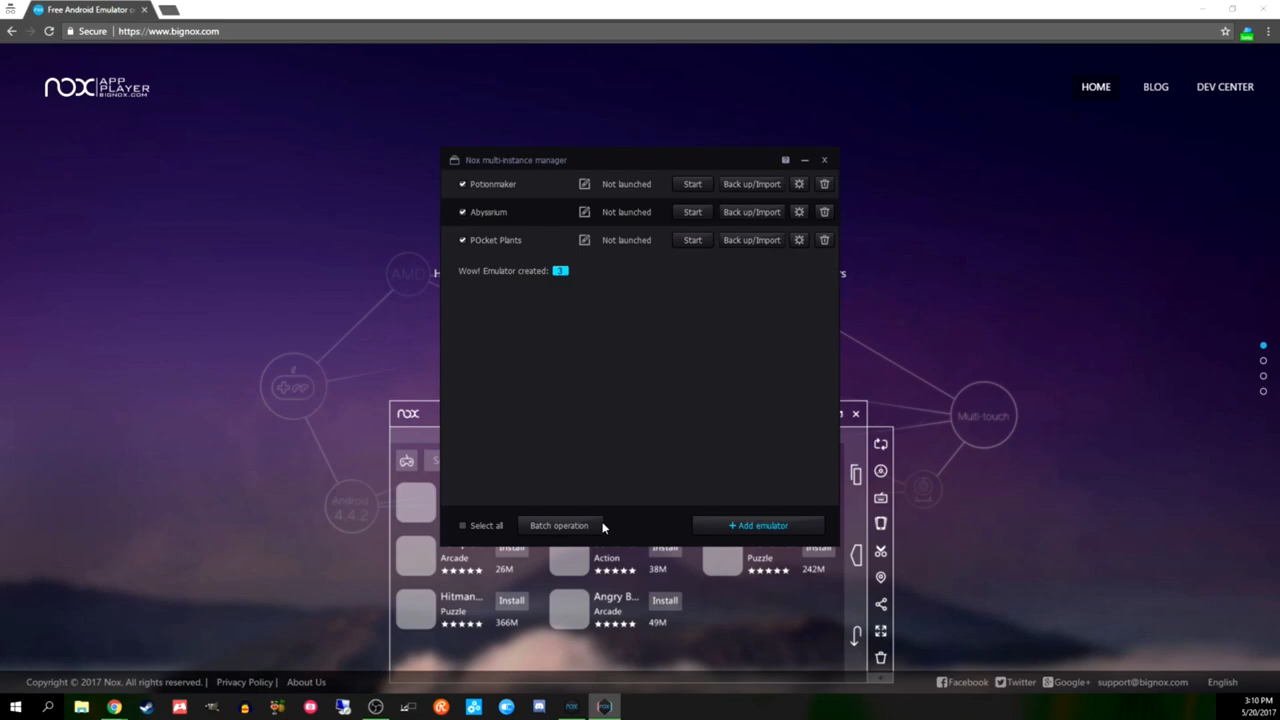 Free Android Emulator c
Secure | https://www.bignox.com
nox APP PLAYER BIGNOX.COM
HOME BLOG DEV CENTER
Nox multi-instance manager
Potionmaker Not launched Start Back up/Import
Abyssrium Not launched Start Back up/Import
POcket Plants Not launched Start Back up/Import
Wow! Emulator created: 3
AMD
Android 4.4.2
Multi-touch
Select all Batch operation + Add emulator
nox
Arcade Install Action Install Puzzle Install
26M 38M 242M
Hitman... Install Angry B... Install
Puzzle Arcade
366M 49M
Copyright © 2017 Nox. All rights reserved. | Privacy Policy | About Us
Facebook Twitter Google+ support@bignox.com English
3:10 PM
5/20/2017